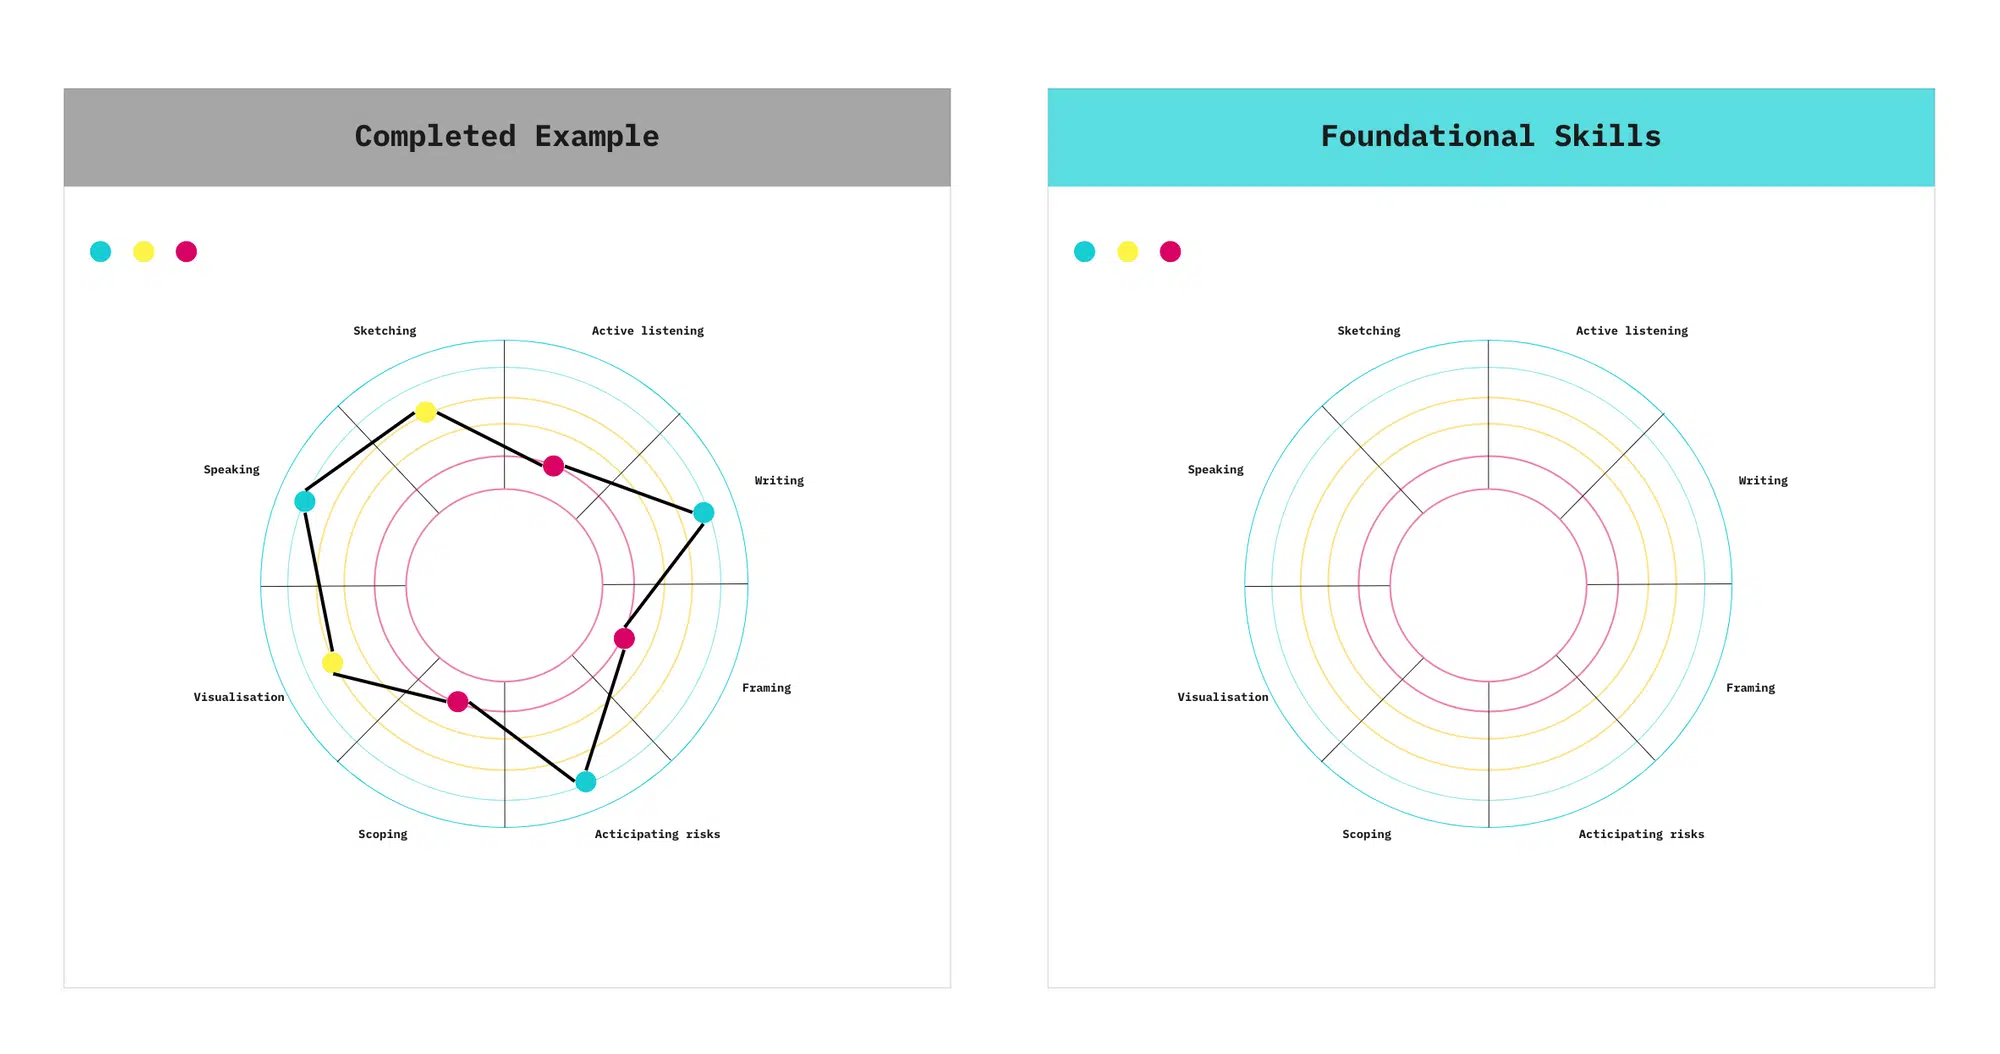 Completed Example
Sketching
Active listening
Speaking
Writing
Framing
Visualisation
Scoping
Acticipating risks
Foundational Skills
Sketching
Active listening
Speaking
Writing
Framing
Visualisation
Scoping
Acticipating risks